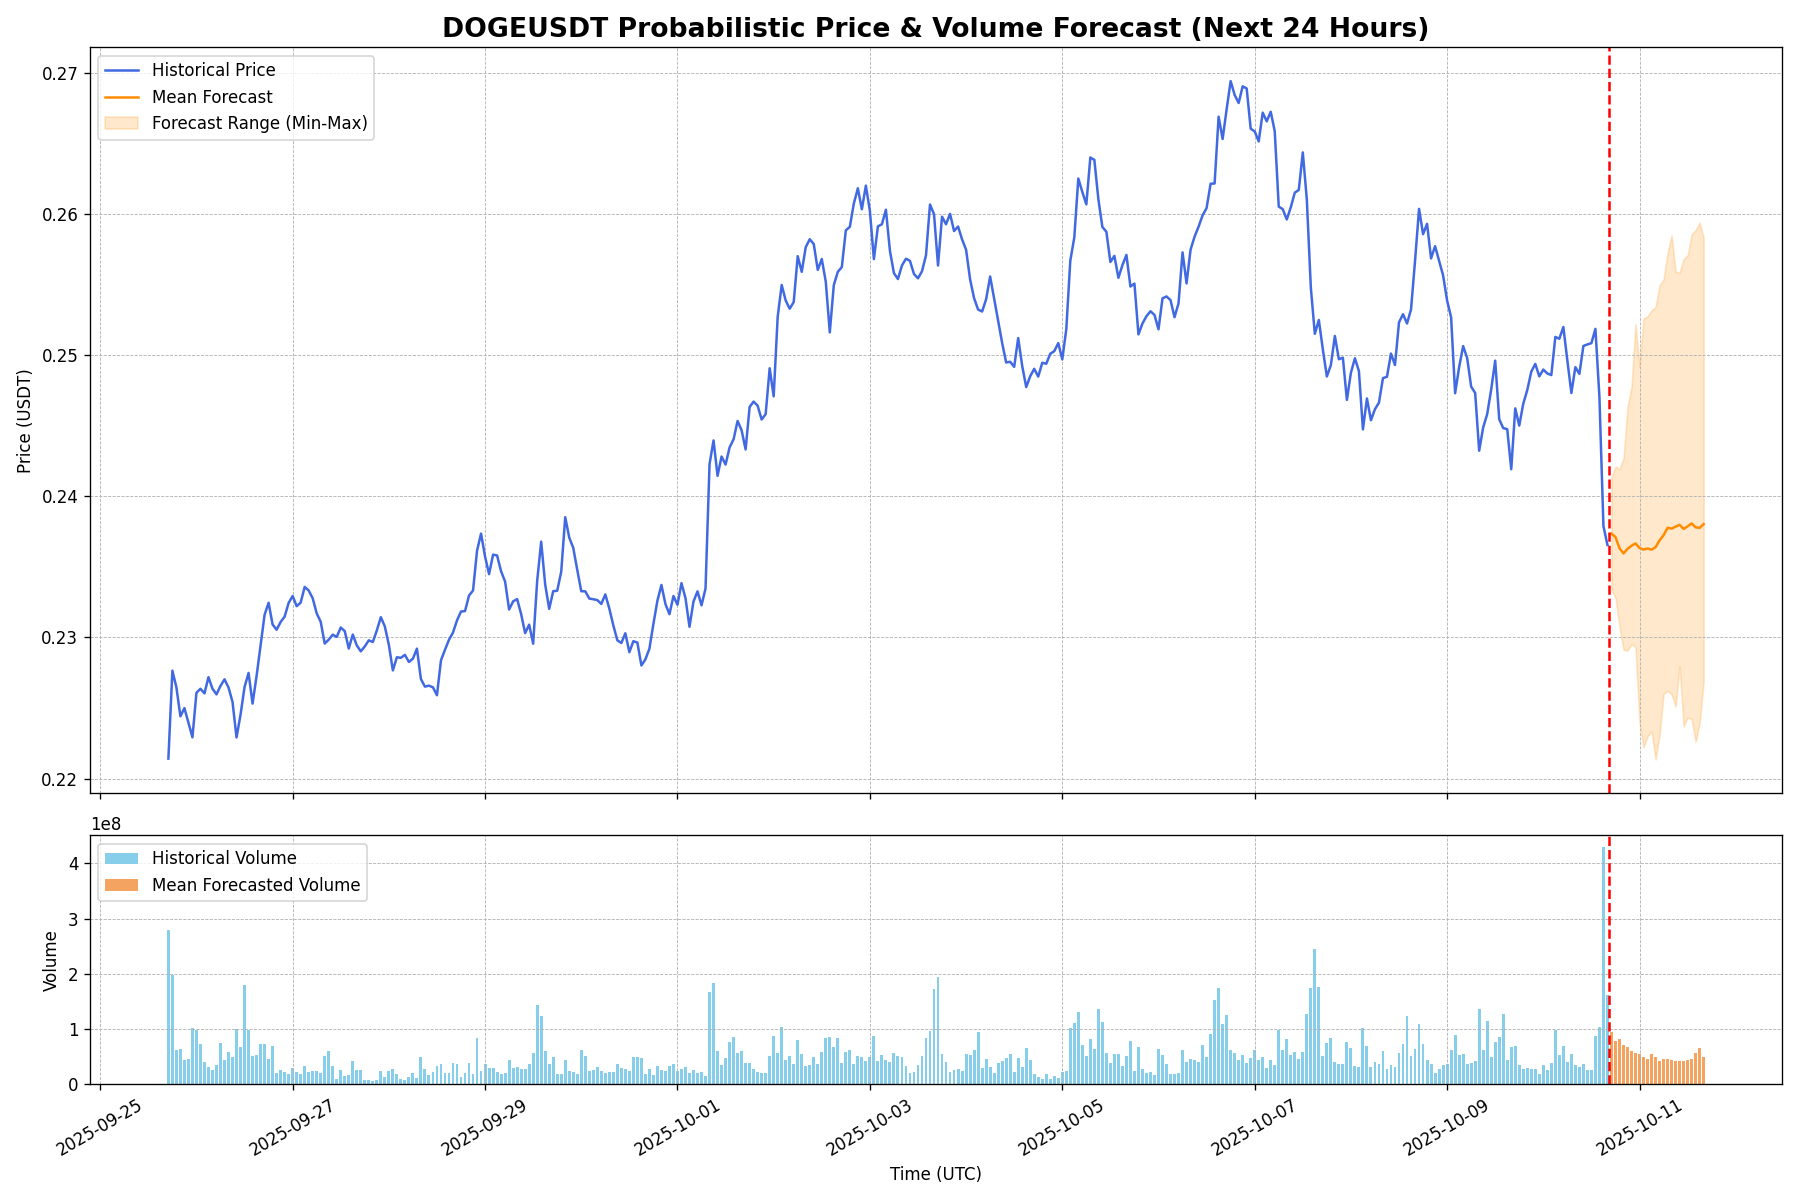 DOGEUSDT Probabilistic Price & Volume Forecast (Next 24 Hours)
Historical Price
Mean Forecast
Forecast Range (Min-Max)
Price (USDT)
0.27
0.26
0.25
0.24
0.23
0.22
1e8
Historical Volume
Mean Forecasted Volume
Volume
4
3
2
1
0
2025-09-25
2025-09-27
2025-09-29
2025-10-01
2025-10-03
2025-10-05
2025-10-07
2025-10-09
2025-10-11
Time (UTC)